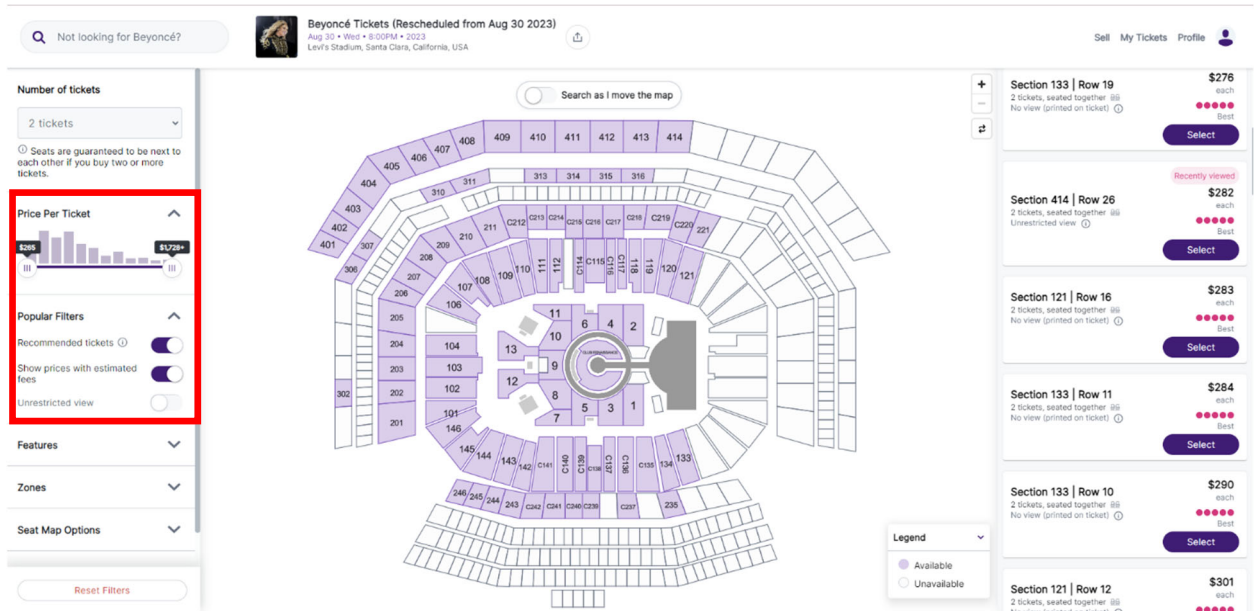 Not looking for Beyoncé?
Beyoncé Tickets (Rescheduled from Aug 30 2023)
Aug 30 • Wed • 8:00PM • 2023
Levi's Stadium, Santa Clara, California, USA
Sell My Tickets Profile
Number of tickets
2 tickets
Seats are guaranteed to be next to
each other if you buy two or more
tickets.
Price Per Ticket
$265 $1,728+
Popular Filters
Recommended tickets
Show prices with estimated
fees
Unrestricted view
Features
Zones
Seat Map Options
Reset Filters
Search as I move the map
408 409 410 411 412 413 414
407
406
405
404
403
402
401
310 311 313 314 315 316
307
306
302
C212 C213 C214 C215 C216 C217 C218 C219 C220 221
211
210
209
208
207
206
205
204
203
202
201
106 107 108 109 110 111 112 C114 C115 C116 C117 118 119 120 121
104
103
102
101
146
145 144 143 142 C141 C140 C139 C138 C137 C136 C135 134 133
246 245 244 243 C242 C241 C240 C239 C237 235
11 6 4 2
10
13 9
12 8
7 5 3 1
Legend
Available
Unavailable
Section 133 | Row 19
$276
each
2 tickets, seated together
No view (printed on ticket)
Best
Select
Recently viewed
Section 414 | Row 26
$282
each
2 tickets, seated together
Unrestricted view
Best
Select
Section 121 | Row 16
$283
each
2 tickets, seated together
No view (printed on ticket)
Best
Select
Section 133 | Row 11
$284
each
2 tickets, seated together
No view (printed on ticket)
Best
Select
Section 133 | Row 10
$290
each
2 tickets, seated together
No view (printed on ticket)
Best
Select
Section 121 | Row 12
$301
each
2 tickets, seated together